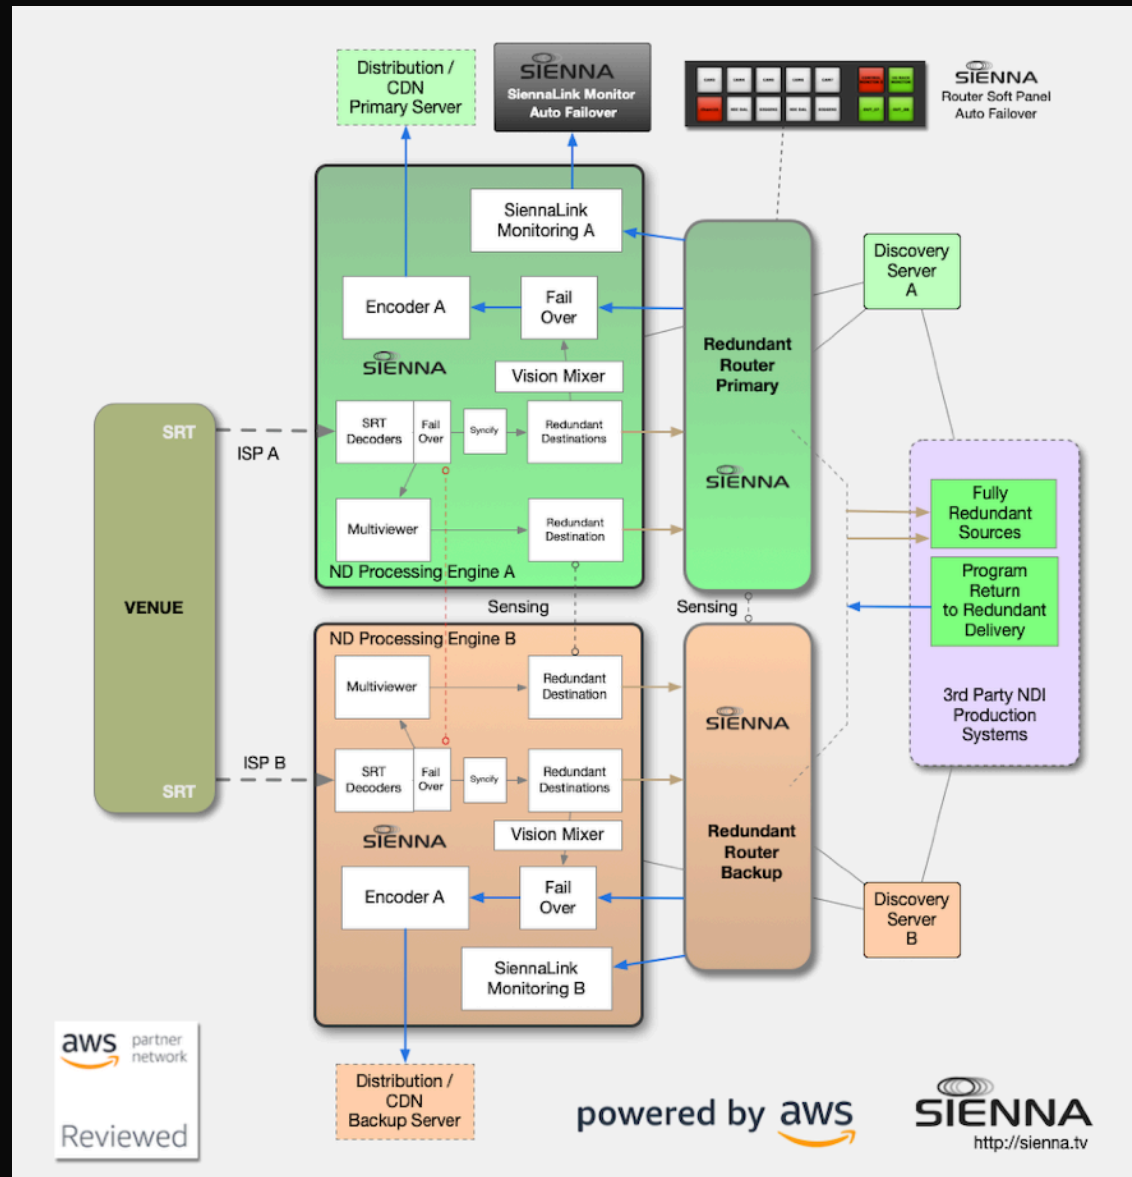 Distribution /
CDN
Primary Server
SIENNA
SiennaLink Monitor
Auto Failover
SIENNA
Router Soft Panel
Auto Failover
SiennaLink
Monitoring A
Encoder A
Fail
Over
SIENNA
Vision Mixer
SRT
Decoders
Fail
Over
Syncify
Redundant
Destinations
Multiviewer
Redundant
Destination
ND Processing Engine A
Redundant
Router
Primary
SIENNA
Discovery
Server
A
SRT
ISP A
VENUE
ISP B
SRT
Fully
Redundant
Sources
Program
Return
to Redundant
Delivery
3rd Party NDI
Production
Systems
Sensing
Sensing
ND Processing Engine B
Multiviewer
Redundant
Destination
SRT
Decoders
Fail
Over
Syncify
Redundant
Destinations
SIENNA
Vision Mixer
Encoder A
Fail
Over
SiennaLink
Monitoring B
SIENNA
Redundant
Router
Backup
Discovery
Server
B
Distribution /
CDN
Backup Server
aws partner
network
Reviewed
powered by aws
SIENNA
http://sienna.tv